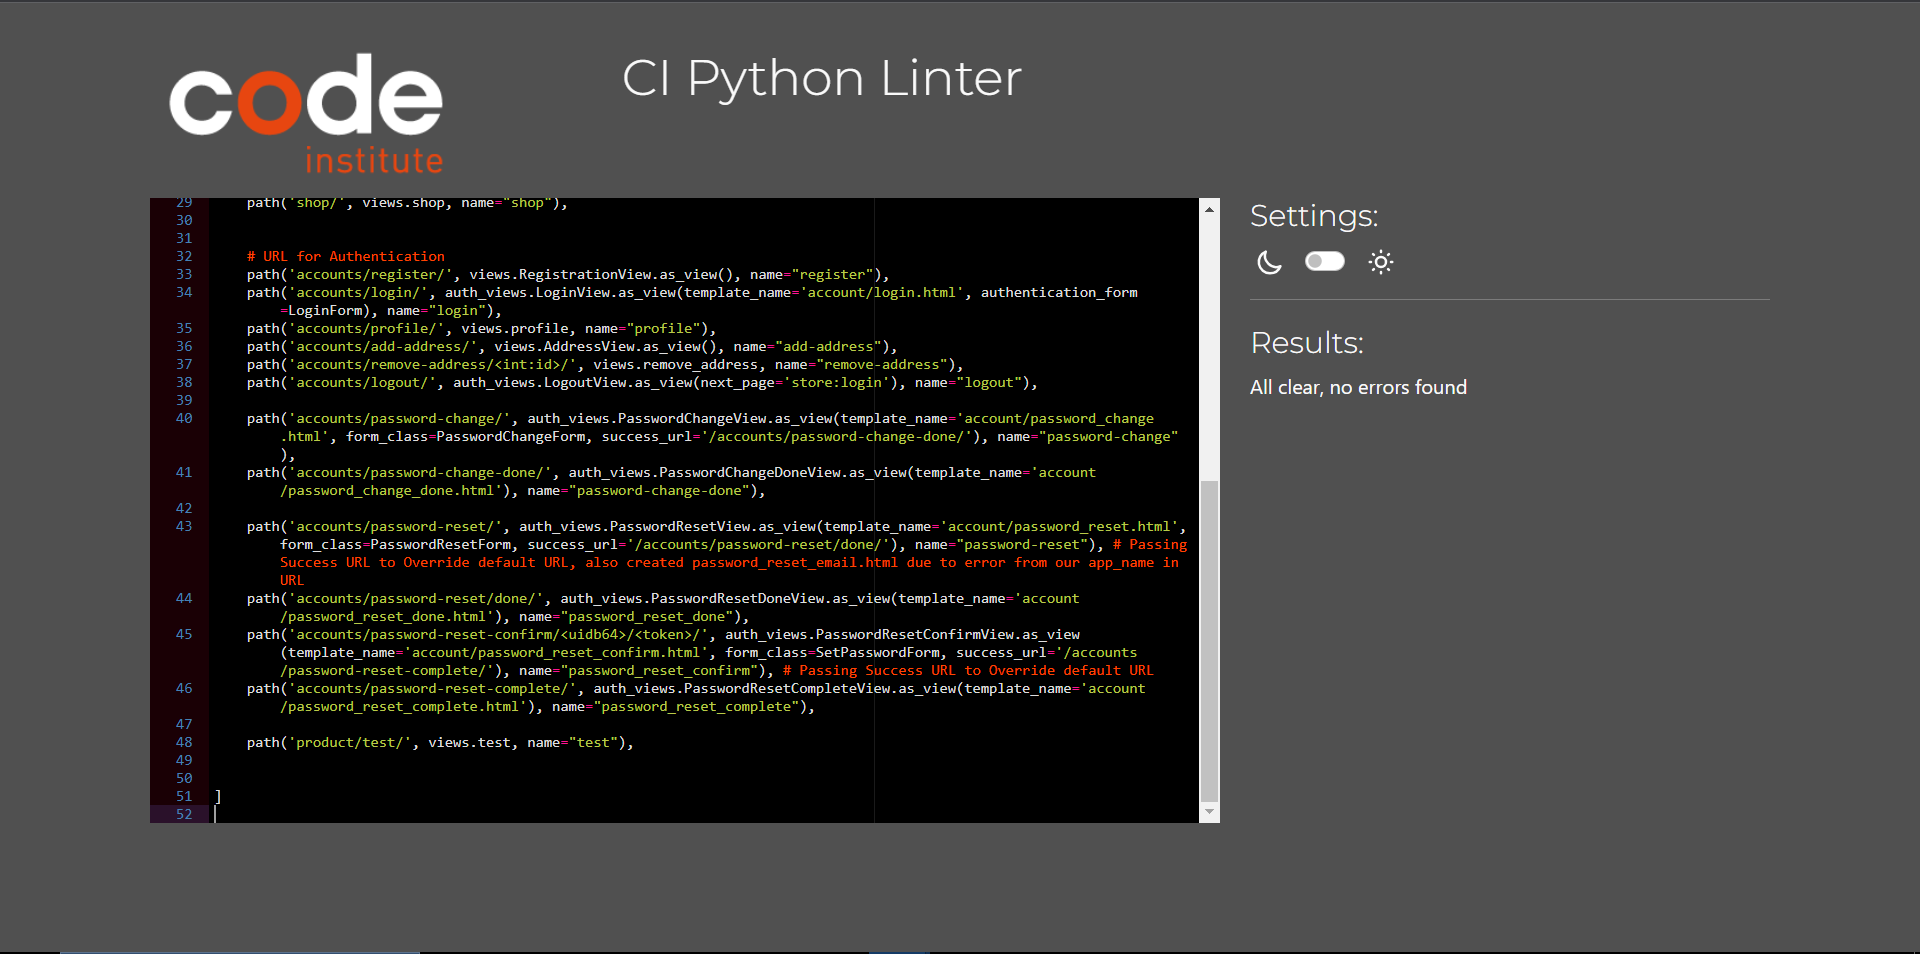 code
institute
CI Python Linter
29 path('shop/', views.shop, name="shop"),
30
31
32 # URL for Authentication
33 path('accounts/register/', views.RegistrationView.as_view(), name="register"),
34 path('accounts/login/', auth_views.LoginView.as_view(template_name='account/login.html', authentication_form
=LoginForm), name="login"),
35 path('accounts/profile/', views.profile, name="profile"),
36 path('accounts/add-address/', views.AddressView.as_view(), name="add-address"),
37 path('accounts/remove-address/<int:id>/', views.remove_address, name="remove-address"),
38 path('accounts/logout/', auth_views.LogoutView.as_view(next_page='store:login'), name="logout"),
39
40 path('accounts/password-change/', auth_views.PasswordChangeView.as_view(template_name='account/password_change
.html', form_class=PasswordChangeForm, success_url='/accounts/password-change-done/'), name="password-change"
),
41 path('accounts/password-change-done/', auth_views.PasswordChangeDoneView.as_view(template_name='account
/password_change_done.html'), name="password-change-done"),
42
43 path('accounts/password-reset/', auth_views.PasswordResetView.as_view(template_name='account/password_reset.html',
form_class=PasswordResetForm, success_url='/accounts/password-reset/done/'), name="password-reset"), # Passing
Success URL to Override default URL, also created password_reset_email.html due to error from our app_name in
URL
44 path('accounts/password-reset/done/', auth_views.PasswordResetDoneView.as_view(template_name='account
/password_reset_done.html'), name="password_reset_done"),
45 path('accounts/password-reset-confirm/<uidb64>/<token>/', auth_views.PasswordResetConfirmView.as_view
(template_name='account/password_reset_confirm.html', form_class=SetPasswordForm, success_url='/accounts
/password-reset-complete/'), name="password_reset_confirm"), # Passing Success URL to Override default URL
46 path('accounts/password-reset-complete/', auth_views.PasswordResetCompleteView.as_view(template_name='account
/password_reset_complete.html'), name="password_reset_complete"),
47
48 path('product/test/', views.test, name="test"),
49
50
51 ]
52
Settings:
Results:
All clear, no errors found